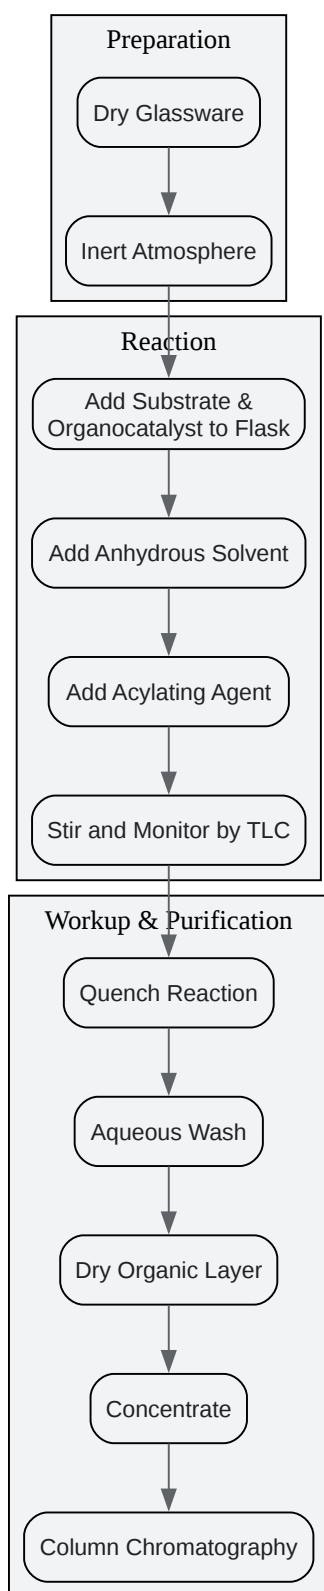 Preparation
Dry Glassware
Inert Atmosphere
Reaction
Add Substrate &
Organocatalyst to Flask
Add Anhydrous Solvent
Add Acylating Agent
Stir and Monitor by TLC
Workup & Purification
Quench Reaction
Aqueous Wash
Dry Organic Layer
Concentrate
Column Chromatography